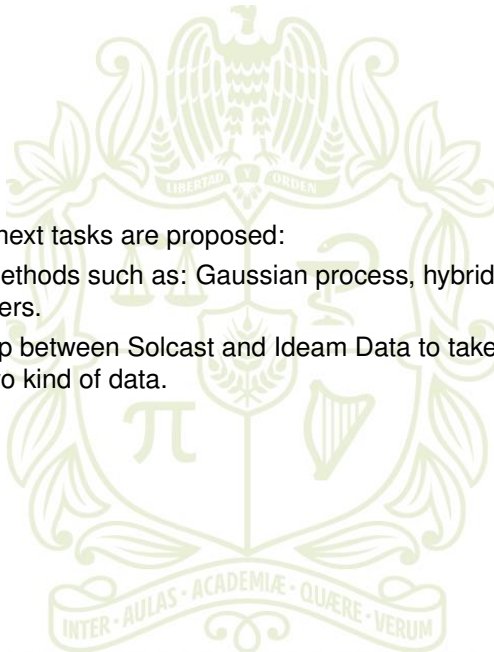 LIBERTAD Y ORDEN
next tasks are proposed:
ethods such as: Gaussian process, hybrid
ers.
p between Solcast and Ideam Data to take
o kind of data.
π
INTER · AULAS · ACADEMIÆ · QUÆRE · VERUM